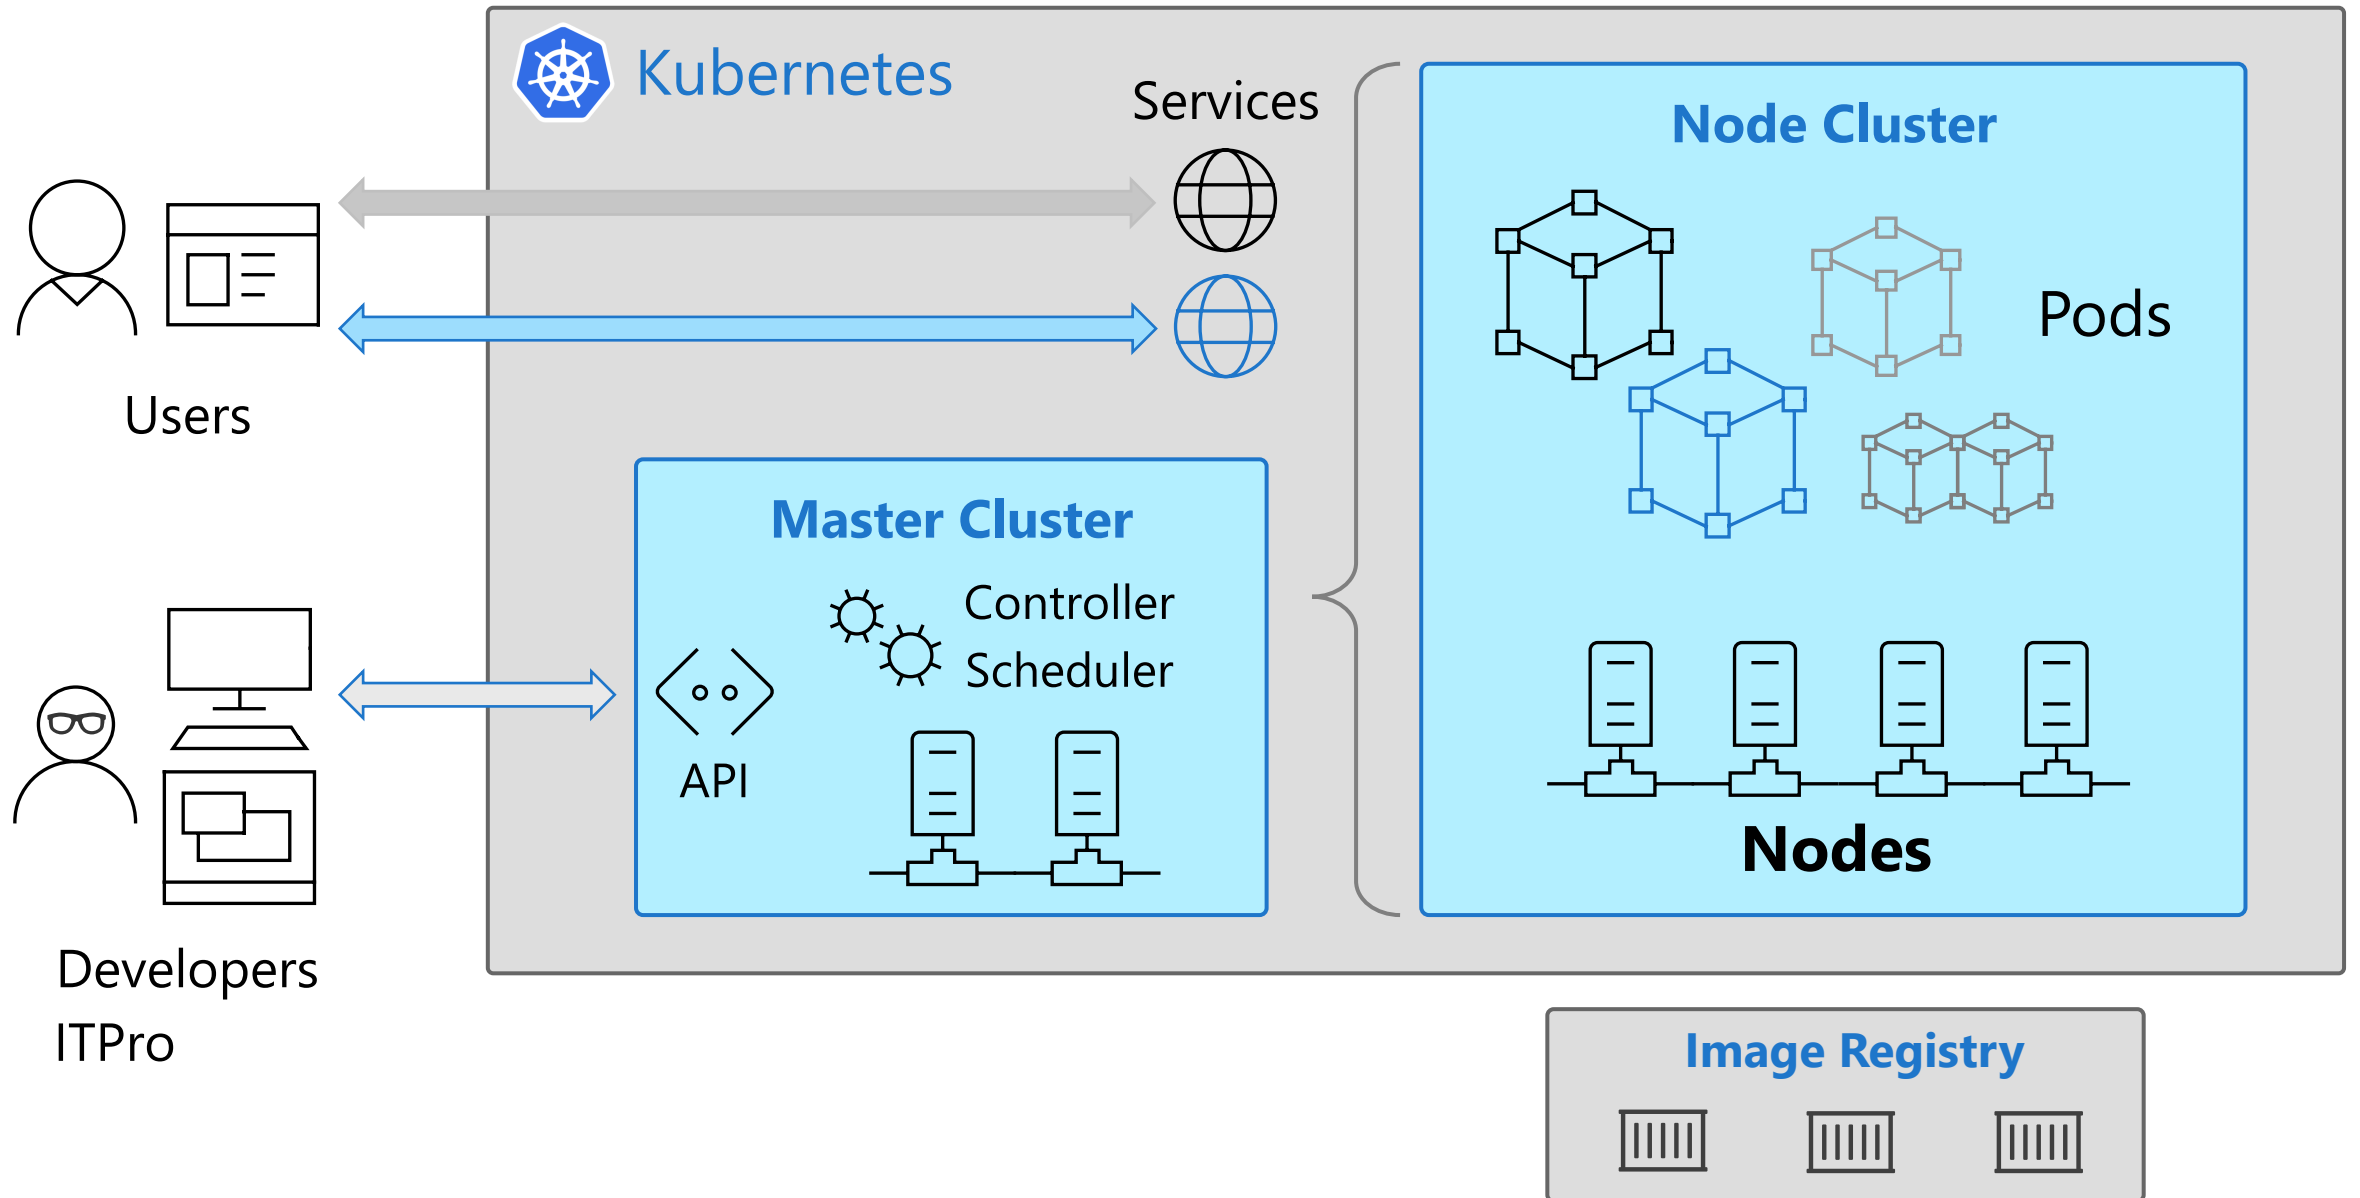 Kubernetes
Services
Node Cluster
Pods
Users
Master Cluster
Controller
Scheduler
API
Nodes
Developers
ITPro
Image Registry